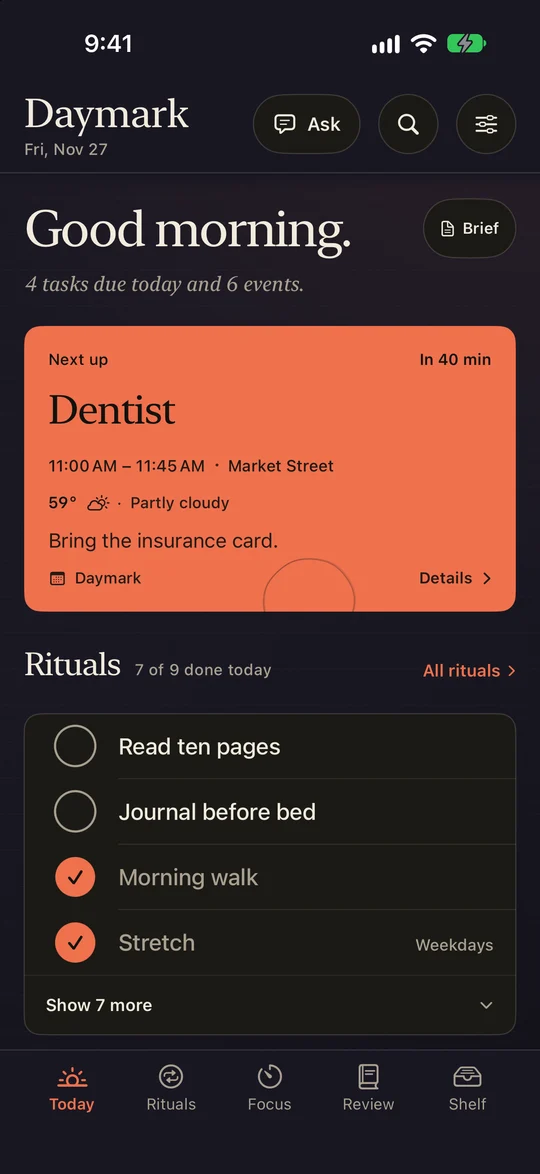 9:41
Daymark
Fri, Nov 27
Ask
Good morning.
Brief
4 tasks due today and 6 events.
Next up
In 40 min
Dentist
11:00 AM – 11:45 AM · Market Street
59° · Partly cloudy
Bring the insurance card.
Daymark
Details
Rituals
7 of 9 done today
All rituals
Read ten pages
Journal before bed
Morning walk
Stretch
Weekdays
Show 7 more
Today
Rituals
Focus
Review
Shelf